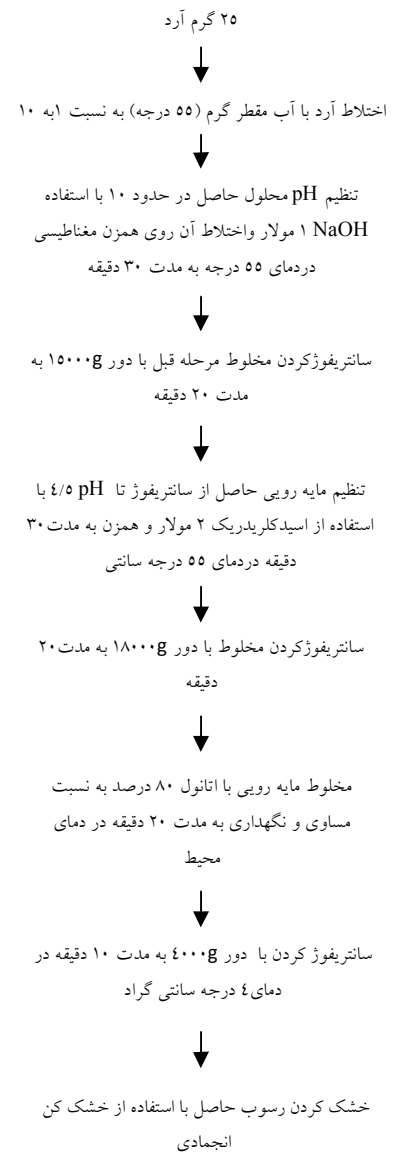 ۲۵ گرم آرد
اختلاط آرد با آب مقطر گرم (۵۵ درجه) به نسبت ۱به ۱۰
تنظیم pH محلول حاصل در حدود ۱۰ با استفاده
NaOH ۱ مولار واختلاط آن روی همزن مغناطیسی
دردمای ۵۵ درجه به مدت ۳۰ دقیقه
سانتریفوژکردن مخلوط مرحله قبل با دور ۱۵۰۰۰g به
مدت ۲۰ دقیقه
تنظیم مایه رویی حاصل از سانتریفوژ تا pH ٤/٥ با
استفاده از اسیدکلریدریک ۲ مولار و همزن به مدت۳۰
دقیقه دردمای ۵۵ درجه سانتی
سانتریفوژکردن مخلوط با دور ۱۸۰۰۰g به مدت۲۰
دقیقه
مخلوط مایه رویی با اتانول ۸۰ درصد به نسبت
مساوی و نگهداری به مدت ۲۰ دقیقه در دمای
محیط
سانتریفوژ کردن با دور ٤۰۰۰g به مدت ۱۰ دقیقه در
دمای٤ درجه سانتی گراد
خشک کردن رسوب حاصل با استفاده از خشک کن
انجمادی